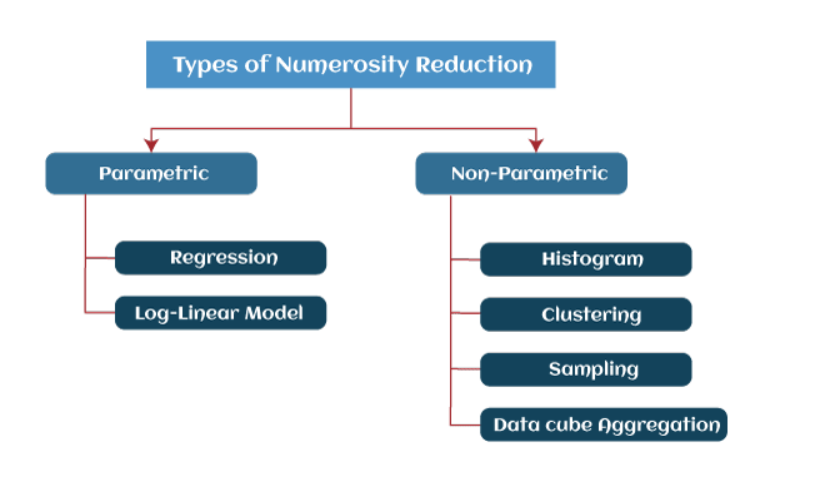 Types of Numerosity Reduction
Parametric
Regression
Log-Linear Model
Non-Parametric
Histogram
Clustering
Sampling
Data cube Aggregation